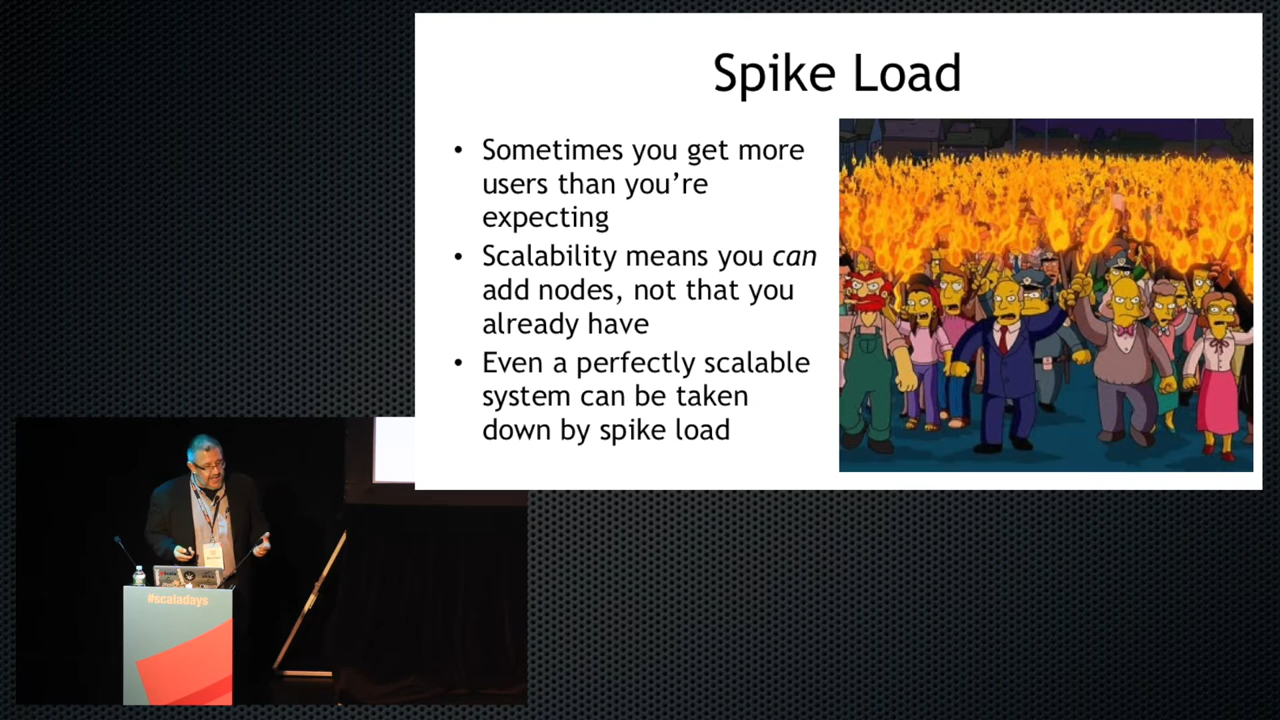 Spike Load
• Sometimes you get more
users than you’re
expecting
• Scalability means you can
add nodes, not that you
already have
• Even a perfectly scalable
system can be taken
down by spike load
#scaladays